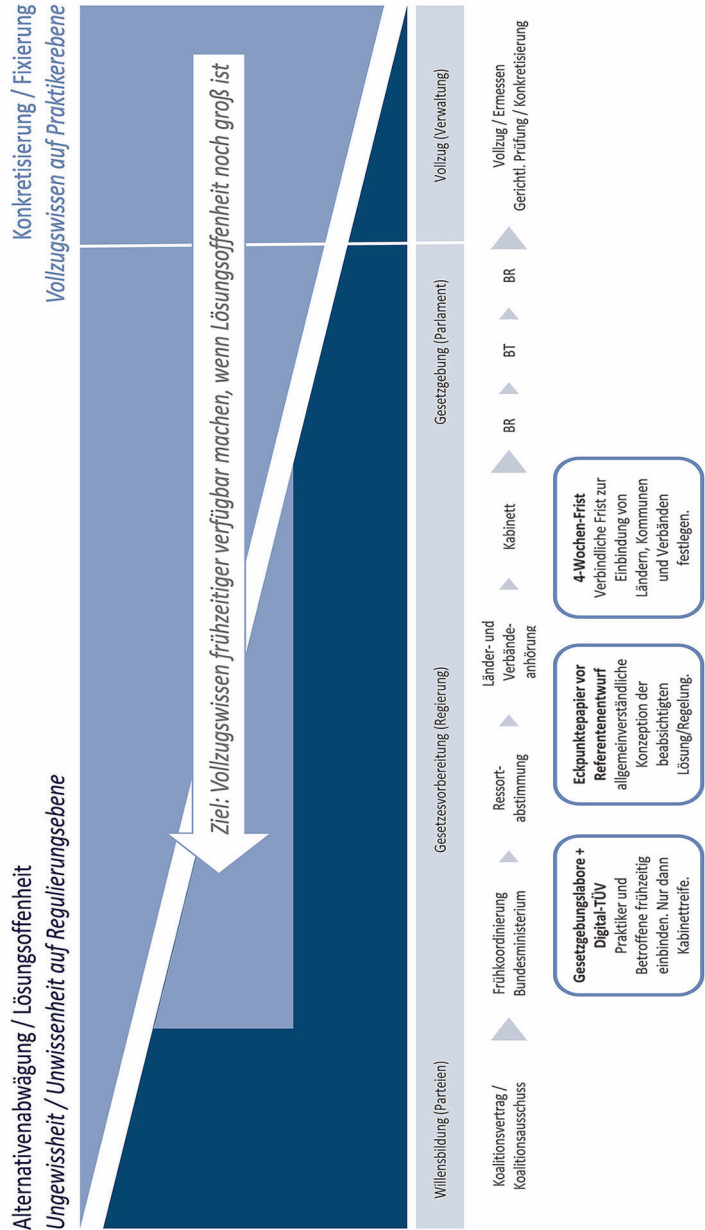 Alternativenabwägung / Lösungsoffenheit
Ungewissheit / Unwissenheit auf Regulierungsebene
Konkretisierung / Fixierung
Vollzugswissen auf Praktikerebene
Ziel: Vollzugswissen frühzeitiger verfügbar machen, wenn Lösungsoffenheit noch groß ist
Willensbildung (Parteien)
Gesetzesvorbereitung (Regierung)
Gesetzgebung (Parlament)
Vollzug (Verwaltung)
Koalitionsvertrag /
Koalitionsausschuss
Frühkoordinierung
Bundesministerium
Ressort-
abstimmung
Länder- und
Verbände-
anhörung
Kabinett
BR
BT
BR
Vollzug / Ermessen
Gerichtl. Prüfung / Konkretisierung
Gesetzgebungslabore +
Digital-TÜV
Praktiker und
Betroffene frühzeitig
einbinden. Nur dann
Kabinettreife.
Eckpunktepapier vor
Referentenentwurf
allgemeinverständliche
Konzeption der
beabsichtigten
Lösung/Regelung.
4-Wochen-Frist
Verbindliche Frist zur
Einbindung von
Ländern, Kommunen
und Verbänden
festlegen.